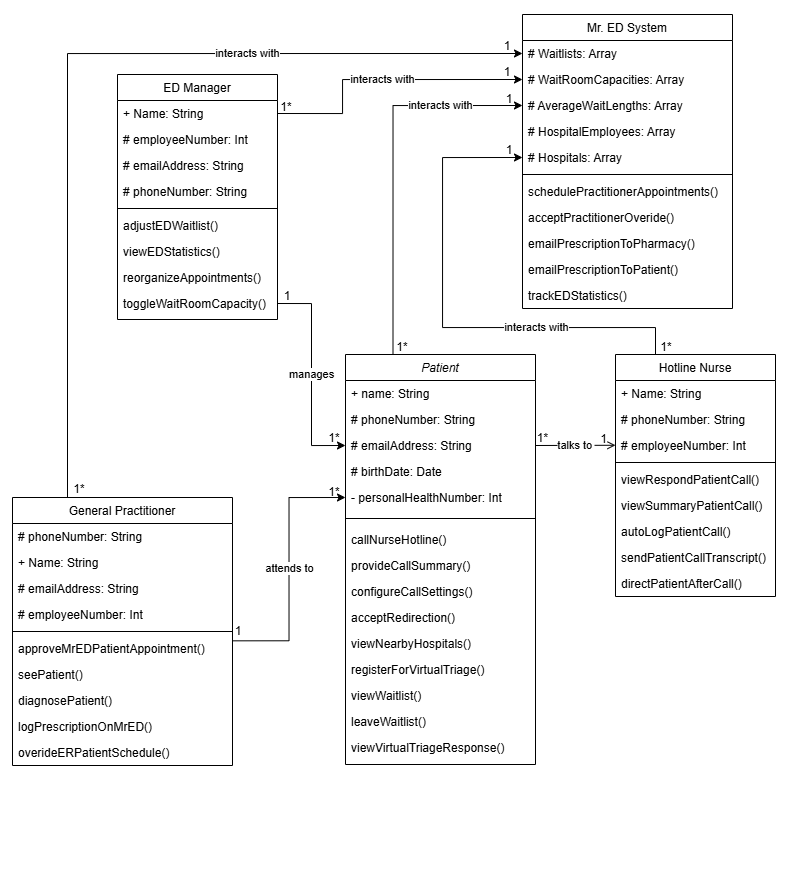 Mr. ED System
# Waitlists: Array
# WaitRoomCapacities: Array
# AverageWaitLengths: Array
# HospitalEmployees: Array
# Hospitals: Array
schedulePractitionerAppointments()
acceptPractitionerOveride()
emailPrescriptionToPharmacy()
emailPrescriptionToPatient()
trackEDStatistics()
interacts with
1
ED Manager
+ Name: String
# employeeNumber: Int
# emailAddress: String
# phoneNumber: String
adjustEDWaitlist()
viewEDStatistics()
reorganizeAppointments()
toggleWaitRoomCapacity()
1*
interacts with
1
interacts with
1
1
1
manages
1*
interacts with
1*
1*
Patient
+ name: String
# phoneNumber: String
# emailAddress: String
# birthDate: Date
- personalHealthNumber: Int
callNurseHotline()
provideCallSummary()
configureCallSettings()
acceptRedirection()
viewNearbyHospitals()
registerForVirtualTriage()
viewWaitlist()
leaveWaitlist()
viewVirtualTriageResponse()
1*
talks to
1
Hotline Nurse
+ Name: String
# phoneNumber: String
# employeeNumber: Int
viewRespondPatientCall()
viewSummaryPatientCall()
autoLogPatientCall()
sendPatientCallTranscript()
directPatientAfterCall()
1*
General Practitioner
# phoneNumber: String
+ Name: String
# emailAddress: String
# employeeNumber: Int
approveMrEDPatientAppointment()
seePatient()
diagnosePatient()
logPrescriptionOnMrED()
overideERPatientSchedule()
1
attends to
1*